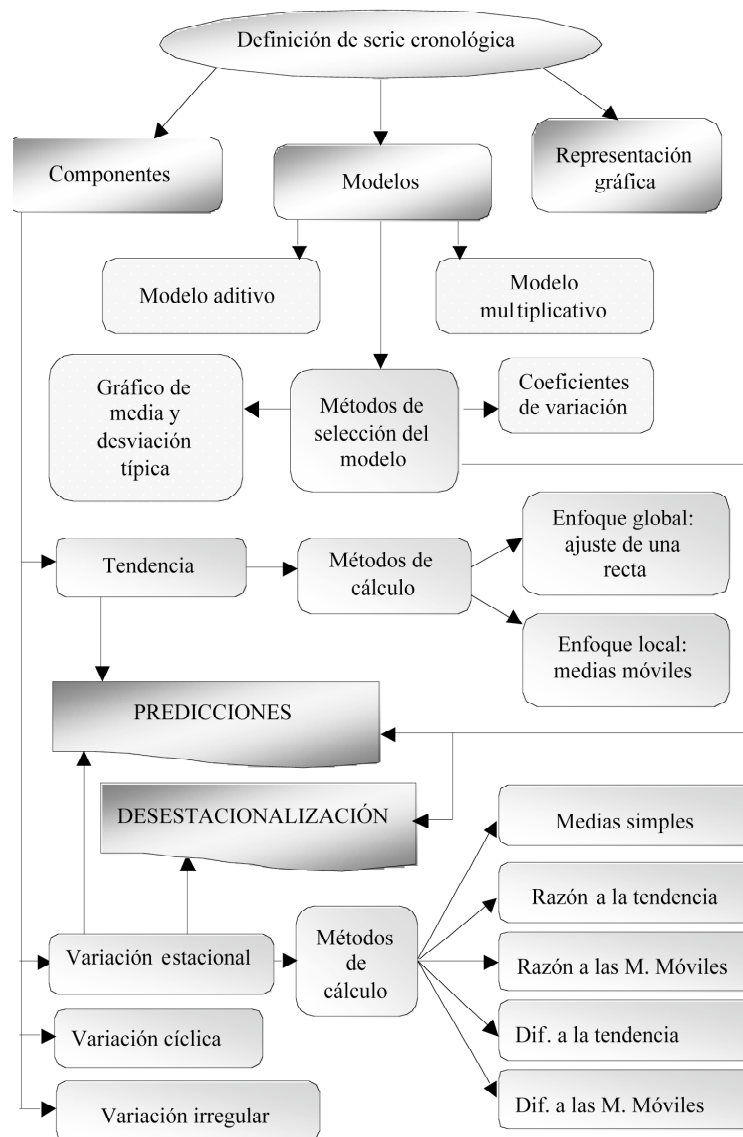 Definición de serie cronológica
Componentes
Modelos
Representación
gráfica
Modelo aditivo
Modelo
multiplicativo
Gráfico de
media y
desviación
típica
Métodos de
selección del
modelo
Coeficientes
de variación
Tendencia
Métodos de
cálculo
Enfoque global:
ajuste de una
recta
Enfoque local:
medias móviles
PREDICCIONES
DESESTACIONALIZACIÓN
Medias simples
Razón a la tendencia
Variación estacional
Métodos
de
cálculo
Razón a las M. Móviles
Variación cíclica
Dif. a la tendencia
Variación irregular
Dif. a las M. Móviles